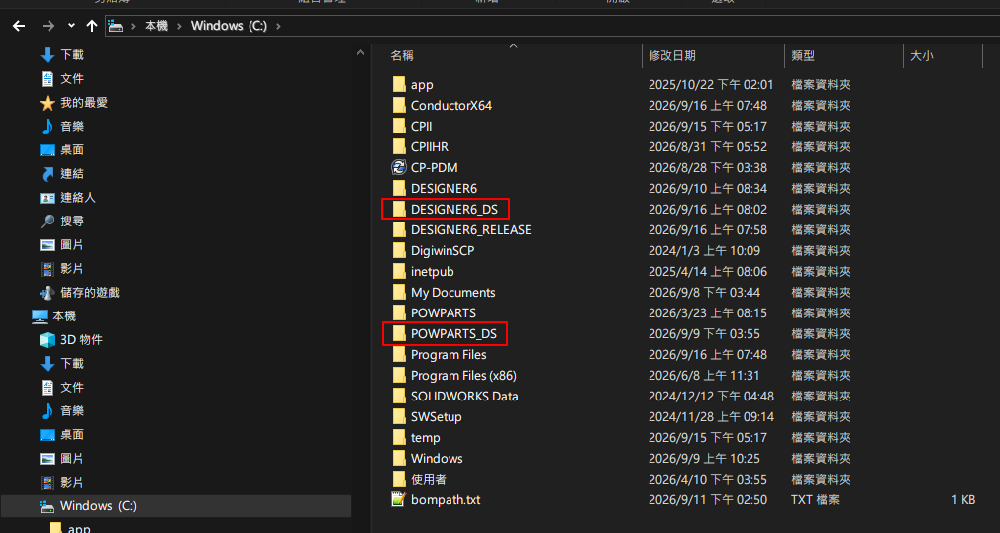 本機 > Windows (C:) >
下載
文件
我的最愛
音樂
桌面
連結
連絡人
搜尋
圖片
影片
儲存的遊戲
本機
3D 物件
下載
文件
音樂
桌面
圖片
影片
Windows (C:)
app
名稱 修改日期 類型 大小
app 2025/10/22 下午 02:01 檔案資料夾
ConductorX64 2026/9/16 上午 07:48 檔案資料夾
CPII 2026/9/15 下午 05:17 檔案資料夾
CPIIHR 2026/8/31 下午 05:52 檔案資料夾
CP-PDM 2026/8/28 下午 03:38 檔案資料夾
DESIGNER6 2026/9/10 上午 08:34 檔案資料夾
DESIGNER6_DS 2026/9/16 上午 08:02 檔案資料夾
DESIGNER6_RELEASE 2026/9/16 上午 07:58 檔案資料夾
DigiwinSCP 2024/1/3 上午 10:09 檔案資料夾
inetpub 2025/4/14 上午 08:06 檔案資料夾
My Documents 2026/9/8 下午 03:44 檔案資料夾
POWPARTS 2026/3/23 上午 08:15 檔案資料夾
POWPARTS_DS 2026/9/9 下午 03:55 檔案資料夾
Program Files 2026/9/16 上午 07:48 檔案資料夾
Program Files (x86) 2026/6/8 上午 11:31 檔案資料夾
SOLIDWORKS Data 2024/12/12 下午 04:48 檔案資料夾
SWSetup 2024/11/28 上午 09:14 檔案資料夾
temp 2026/9/15 下午 05:17 檔案資料夾
Windows 2026/9/9 上午 10:25 檔案資料夾
使用者 2026/4/10 下午 03:55 檔案資料夾
bompath.txt 2026/9/11 下午 02:50 TXT 檔案 1 KB